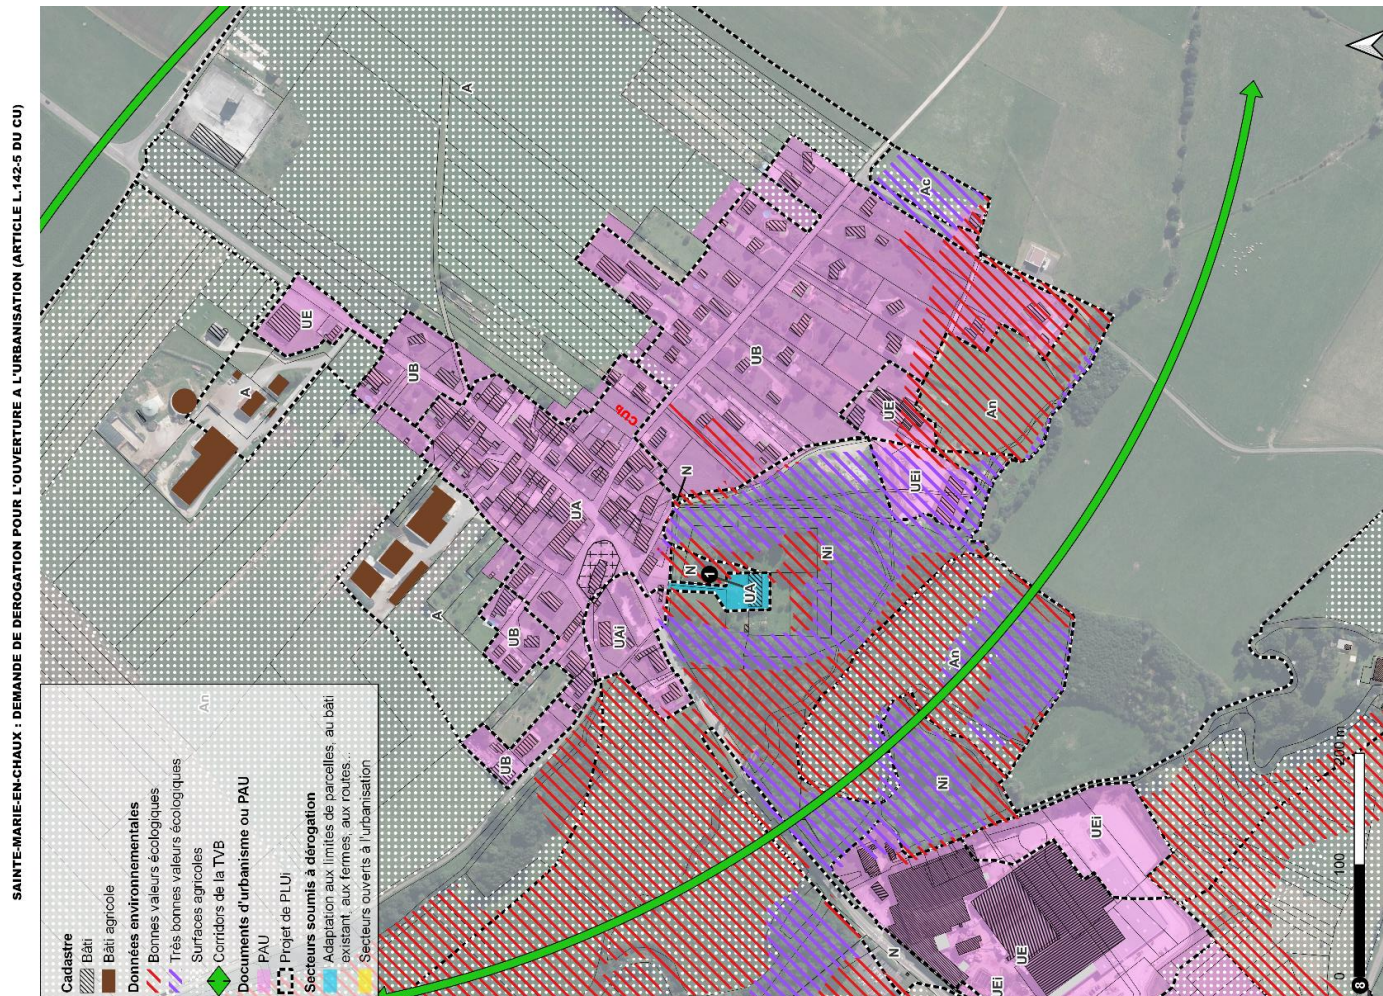 SAINTE-MARIE-EN-CHAUX : DEMANDE DE DEROGATION POUR L'OUVERTURE A L'URBANISATION (ARTICLE L.142-5 DU CU)
Cadastre
Bâti
Bâti agricole
Données environnementales
Bonnes valeurs écologiques
Très bonnes valeurs écologiques
Surfaces agricoles
Corridors de la TVB
Documents d'urbanisme ou PAU
PAU
Projet de PLUi
Secteurs soumis à dérogation
Adaptation aux limites de parcelles, au bâti
existant, aux fermes, aux routes...
Secteurs ouverts à l'urbanisation
An
A
UE
A
UB
A
UB
UB
UA
UAi
CUb
UB
Ac
UE
An
UEi
N
N
1
UA
Ni
An
Ni
UEi
UE
N
UEi
0
100
200 m
8